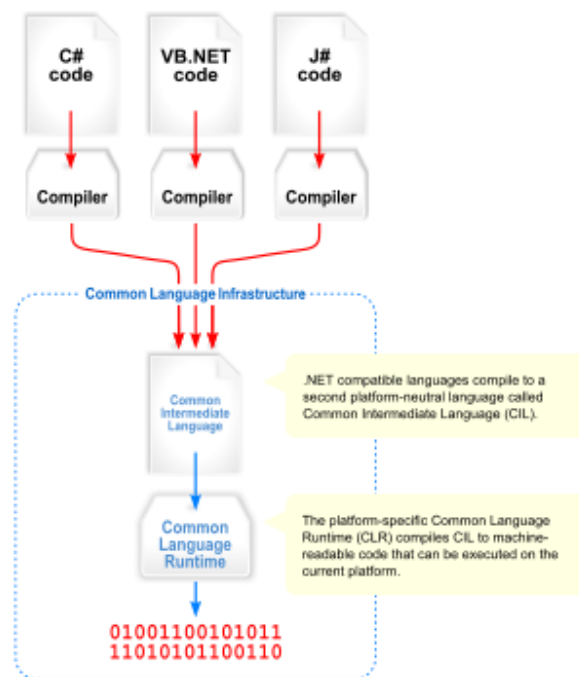 C#
code
VB.NET
code
J#
code
Compiler
Compiler
Compiler
Common Language Infrastructure
Common
Intermediate
Language
.NET compatible languages compile to a
second platform-neutral language called
Common Intermediate Language (CIL).
Common
Language
Runtime
The platform-specific Common Language
Runtime (CLR) compiles CIL to machine-
readable code that can be executed on the
current platform.
01001100101011
11010101100110